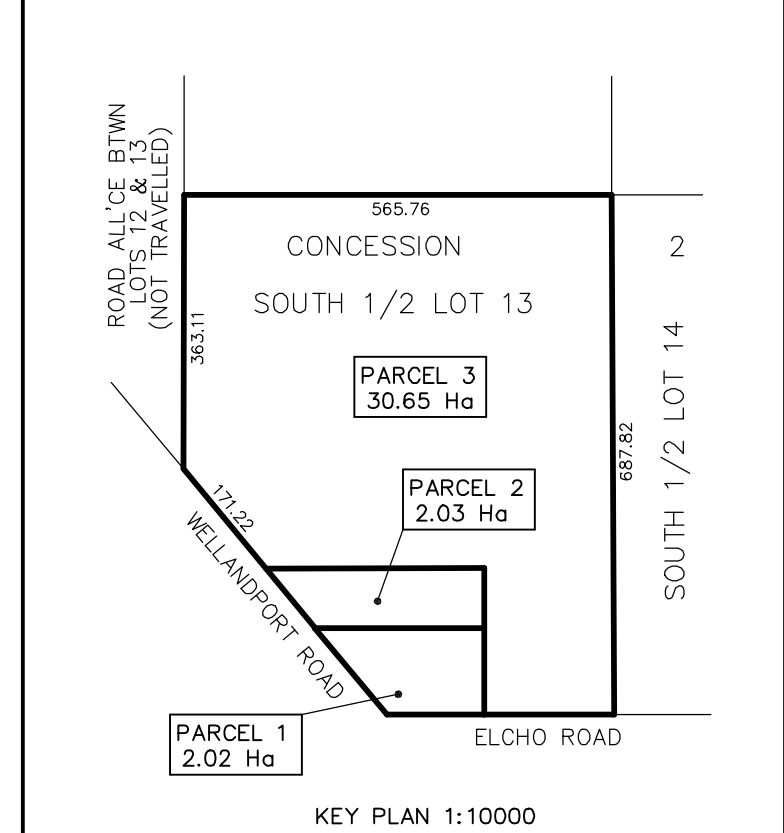 ROAD ALL'CE BTWN
LOTS 12 & 13
(NOT TRAVELLED)
565.76
CONCESSION
2
SOUTH 1/2 LOT 13
363.11
PARCEL 3
30.65 Ha
687.82
SOUTH 1/2 LOT 14
PARCEL 2
2.03 Ha
171.22
WELLANDPORT ROAD
PARCEL 1
2.02 Ha
ELCHO ROAD
KEY PLAN 1:10000